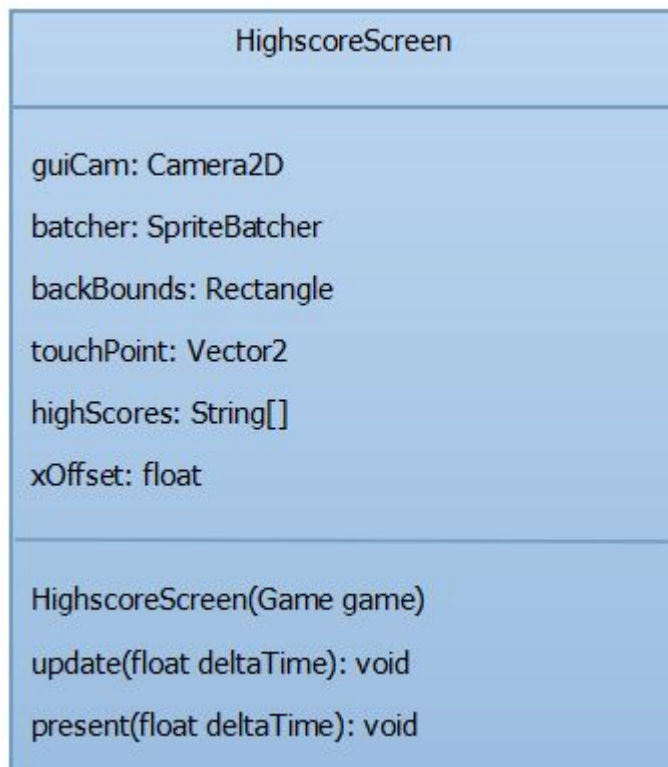 HighscoreScreen
guiCam: Camera2D
batcher: SpriteBatcher
backBounds: Rectangle
touchPoint: Vector2
highScores: String[]
xOffset: float
HighscoreScreen(Game game)
update(float deltaTime): void
present(float deltaTime): void